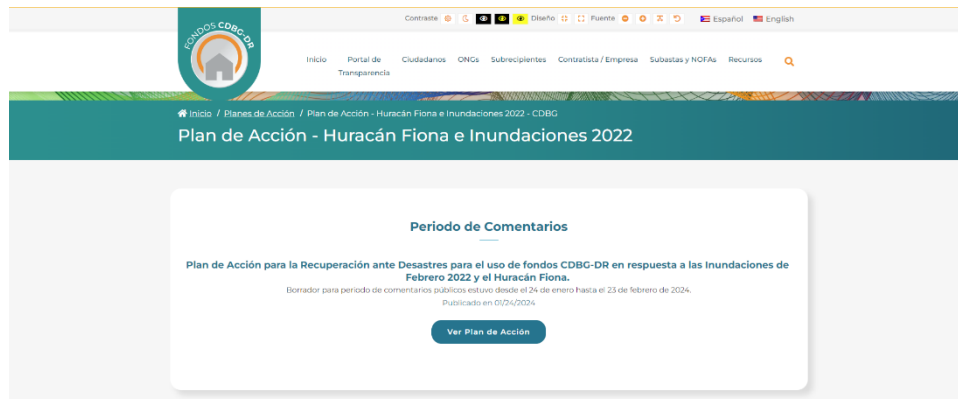 Contraste Diseño Fuente Español English
FONDOS CDBG-DR
Inicio Portal de Transparencia Ciudadanos ONGs Subrecipientes Contratista / Empresa Subastas y NOFAs Recursos
Inicio / Planes de Acción / Plan de Acción - Huracán Fiona e Inundaciones 2022 - CDBG
Plan de Acción - Huracán Fiona e Inundaciones 2022
Periodo de Comentarios
Plan de Acción para la Recuperación ante Desastres para el uso de fondos CDBG-DR en respuesta a las Inundaciones de
Febrero 2022 y el Huracán Fiona.
Borrador para periodo de comentarios públicos estuvo desde el 24 de enero hasta el 23 de febrero de 2024.
Publicado en 01/24/2024
Ver Plan de Acción